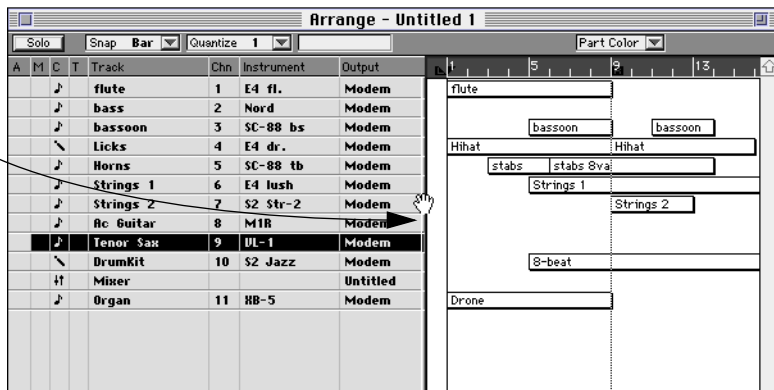 Arrange - Untitled 1
Solo Snap Bar Quantize 1 Part Color
A M C T Track Chn Instrument Output 1 5 9 13
flute 1 E4 fl. Modem flute
bass 2 Nord Modem
bassoon 3 SC-88 bs Modem bassoon bassoon
Licks 4 E4 dr. Modem Hihat Hihat
Horns 5 SC-88 tb Modem stabs stabs 8va
Strings 1 6 E4 lush Modem Strings 1
Strings 2 7 S2 Str-2 Modem Strings 2
Ac Guitar 8 M1R Modem
Tenor Sax 9 VL-1 Modem
DrumKit 10 S2 Jazz Modem 8-beat
Mixer Untitled
Organ 11 XB-5 Modem Drone